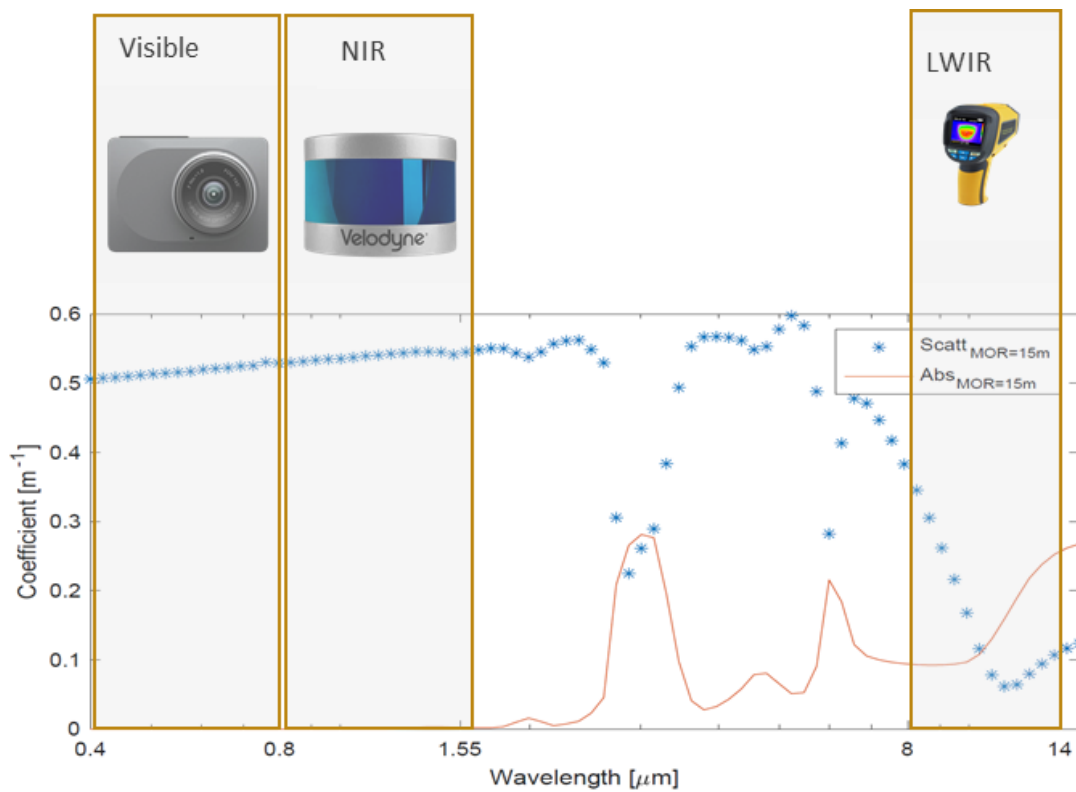 Visible
NIR
LWIR
Velodyne
0.6
0.5
0.4
0.3
0.2
0.1
0
Coefficient [m⁻¹]
Scatt_MOR=15m
Abs_MOR=15m
0.4
0.8
1.55
8
14
Wavelength [μm]